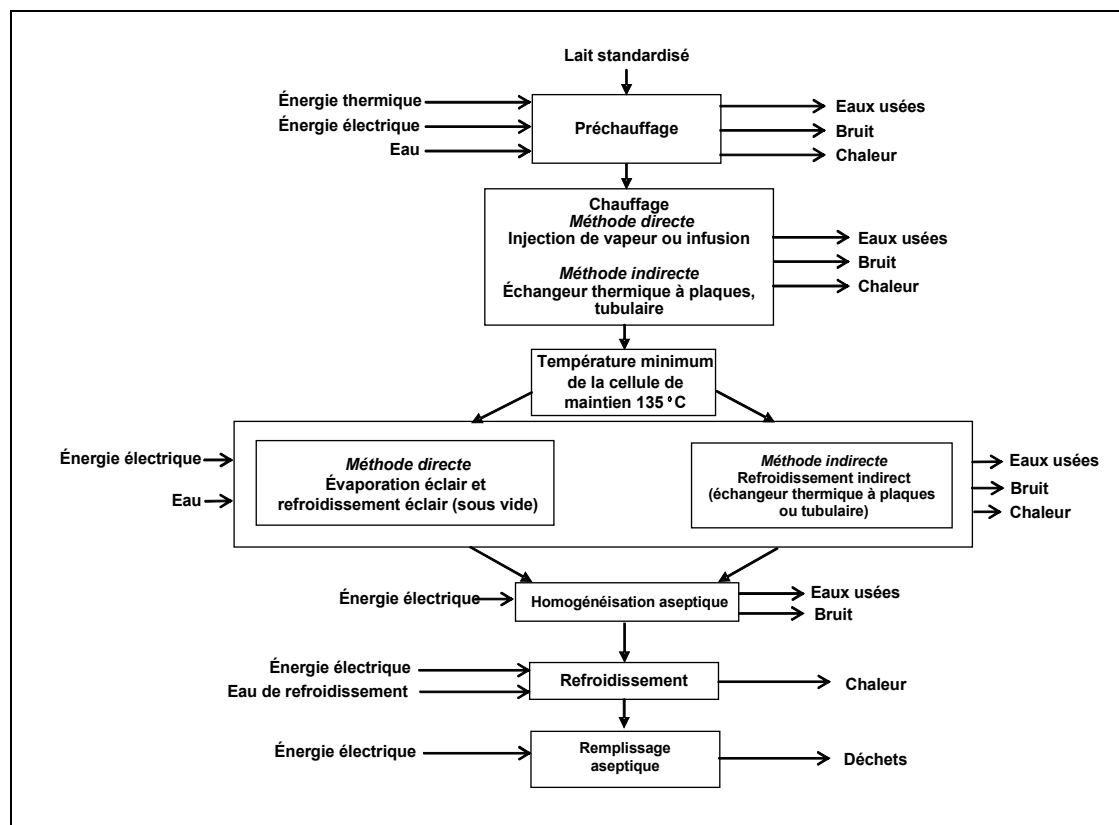 Lait standardisé
Énergie thermique
Énergie électrique
Eau
Préchauffage
Eaux usées
Bruit
Chaleur
Chauffage
Méthode directe
Injection de vapeur ou infusion
Méthode indirecte
Échangeur thermique à plaques,
tubulaire
Eaux usées
Bruit
Chaleur
Température minimum
de la cellule de
maintien 135°C
Énergie électrique
Eau
Méthode directe
Évaporation éclair et
refroidissement éclair (sous vide)
Méthode indirecte
Refroidissement indirect
(échangeur thermique à plaques
ou tubulaire)
Eaux usées
Bruit
Chaleur
Énergie électrique
Homogénéisation aseptique
Eaux usées
Bruit
Énergie électrique
Eau de refroidissement
Refroidissement
Chaleur
Énergie électrique
Remplissage
aseptique
Déchets